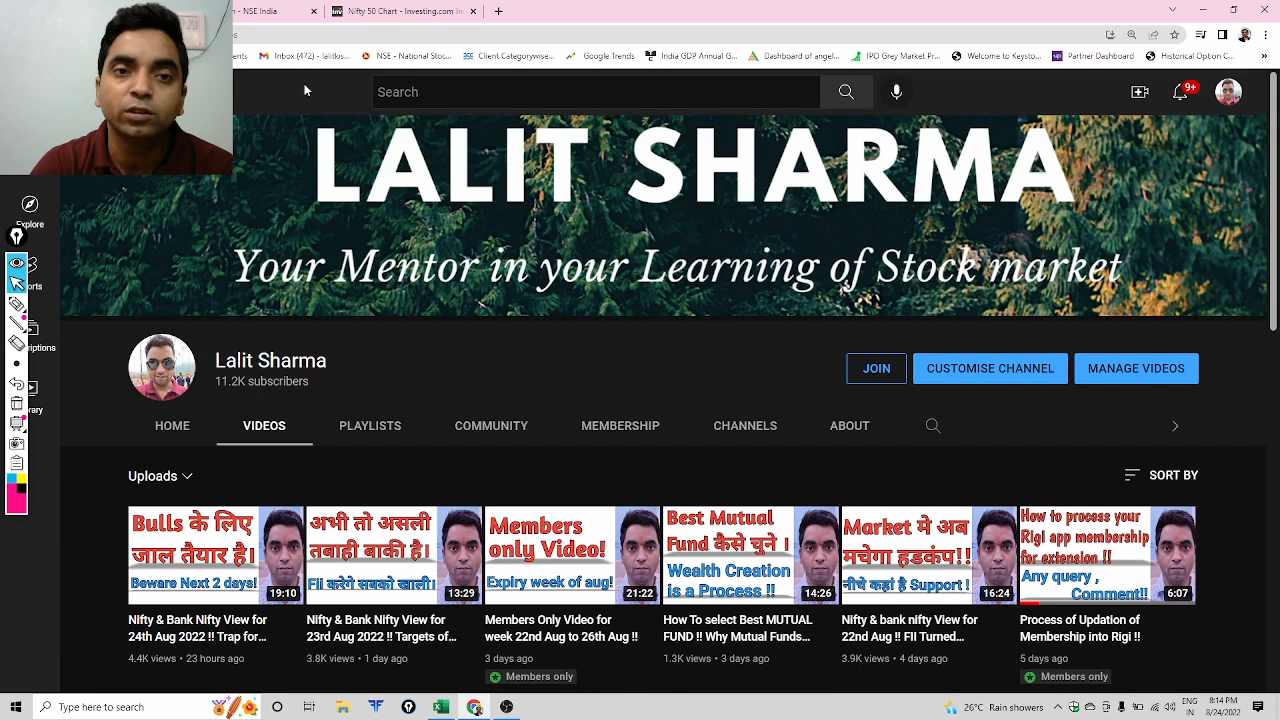 n - NSE India
Nifty 50 Chart - Investing.com In
es
ents
Inbox (472) - lalitkis...
NSE - National Stoc...
Client Categorywise...
Google Trends
India GDP Annual G...
Dashboard of axisbe...
IPO Grey Market Pre...
Welcome to Keysto...
Partner Dashboard
Historical Option C...
Search
9+
LALIT SHARMA
Your Mentor in your Learning of Stock market
Explore
orts
riptions
rary
Lalit Sharma
11.2K subscribers
JOIN
CUSTOMISE CHANNEL
MANAGE VIDEOS
HOME
VIDEOS
PLAYLISTS
COMMUNITY
MEMBERSHIP
CHANNELS
ABOUT
Uploads
SORT BY
Bulls के लिए
जाल तैयार है।
Beware Next 2 days!
19:10
अभी तो असली
तबाही बाकी है।
Fii करेंगे सबको खाली।
13:29
Members
only Video!
Expiry week of aug!
21:22
Best Mutual
Fund कैसे चुने ।
Wealth Creation
is a Process !!
14:26
Market मे अब
मचेगा हडकंप!!
नीचे कहां है Support !
16:24
How to process your
Rigi app membership
for extension !!
Any query ,
Comment!!
6:07
Nifty & Bank Nifty View for
24th Aug 2022 !! Trap for...
4.4K views • 23 hours ago
Nifty & Bank Nifty View for
23rd Aug 2022 !! Targets of...
3.8K views • 1 day ago
Members Only Video for
week 22nd Aug to 26th Aug !!
3 days ago
Members only
How To select Best MUTUAL
FUND !! Why Mutual Funds...
1.3K views • 3 days ago
Nifty & bank nifty View for
22nd Aug !! FII Turned...
3.9K views • 4 days ago
Process of Updation of
Membership into Rigi !!
5 days ago
Members only
Type here to search
26°C Rain showers
ENG
IN
8:14 PM
8/24/2022